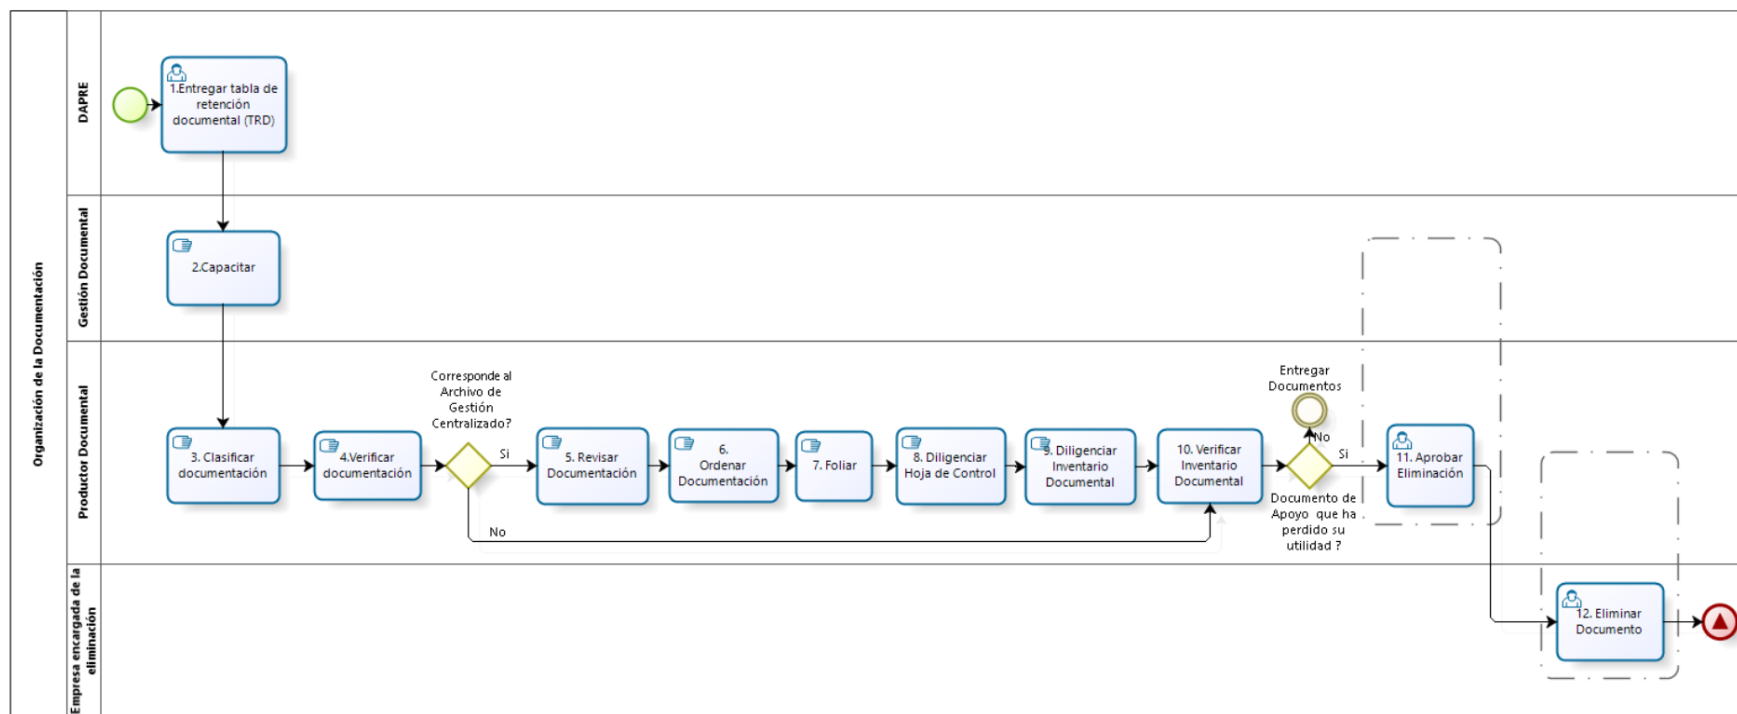 Organización de la Documentación
DAPRE
1.Entregar tabla de
retención
documental (TRD)
Gestión Documental
2.Capacitar
Productor Documental
3. Clasificar
documentación
4.Verificar
documentación
Corresponde al
Archivo de
Gestión
Centralizado?
Si
No
5. Revisar
Documentación
6.
Ordenar
Documentación
7. Foliar
8. Diligenciar
Hoja de Control
9. Diligenciar
Inventario
Documental
10. Verificar
Inventario
Documental
Entregar
Documentos
No
Si
Documento de
Apoyo que ha
perdido su
utilidad ?
11. Aprobar
Eliminación
Empresa encargada de la
eliminación
12. Eliminar
Documento